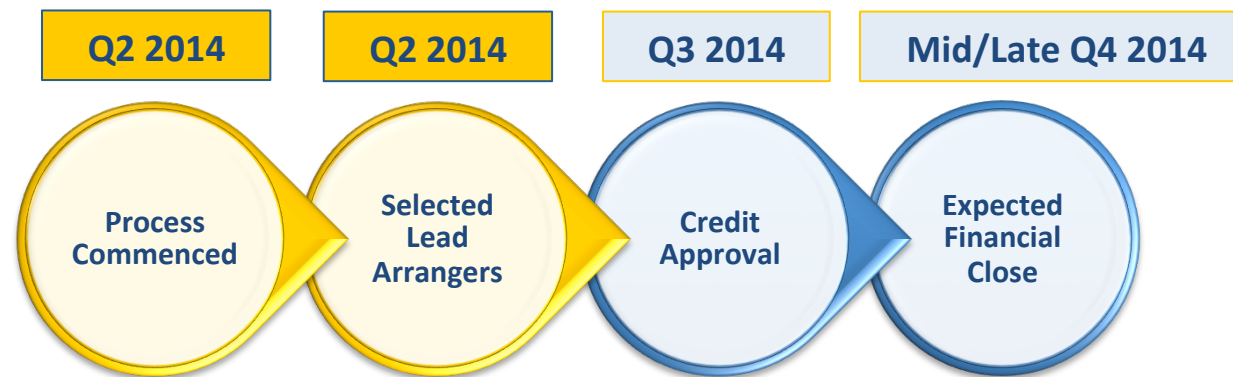 Q2 2014
Q2 2014
Q3 2014
Mid/Late Q4 2014
Process
Commenced
Selected
Lead
Arrangers
Credit
Approval
Expected
Financial
Close